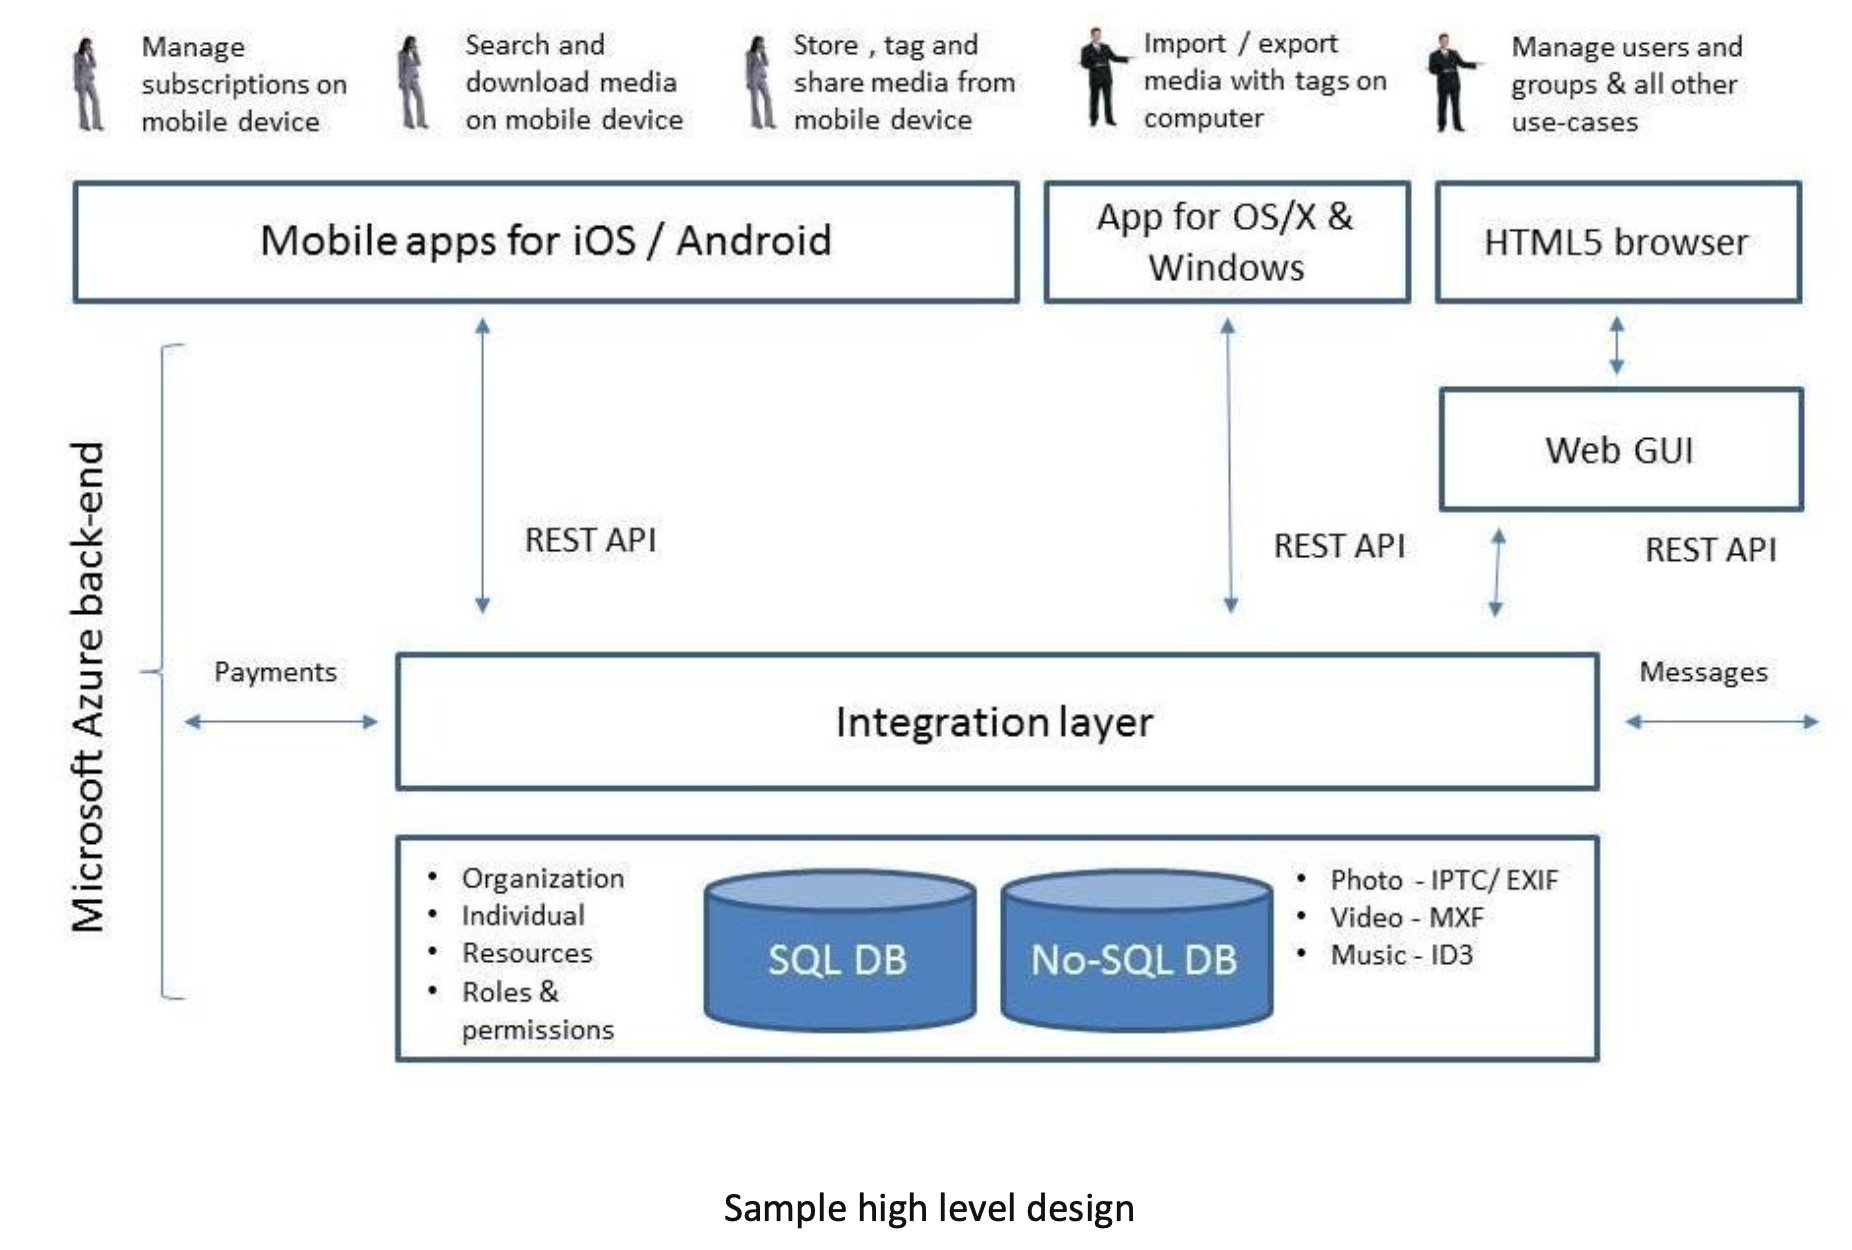 Manage
subscriptions on
mobile device
Search and
download media
on mobile device
Store , tag and
share media from
mobile device
Import / export
media with tags on
computer
Manage users and
groups & all other
use-cases
Mobile apps for iOS / Android
App for OS/X &
Windows
HTML5 browser
Web GUI
REST API
REST API
REST API
Microsoft Azure back-end
Payments
Integration layer
Messages
• Organization
• Individual
• Resources
• Roles &
permissions
SQL DB
No-SQL DB
• Photo - IPTC/ EXIF
• Video - MXF
• Music - ID3
Sample high level design